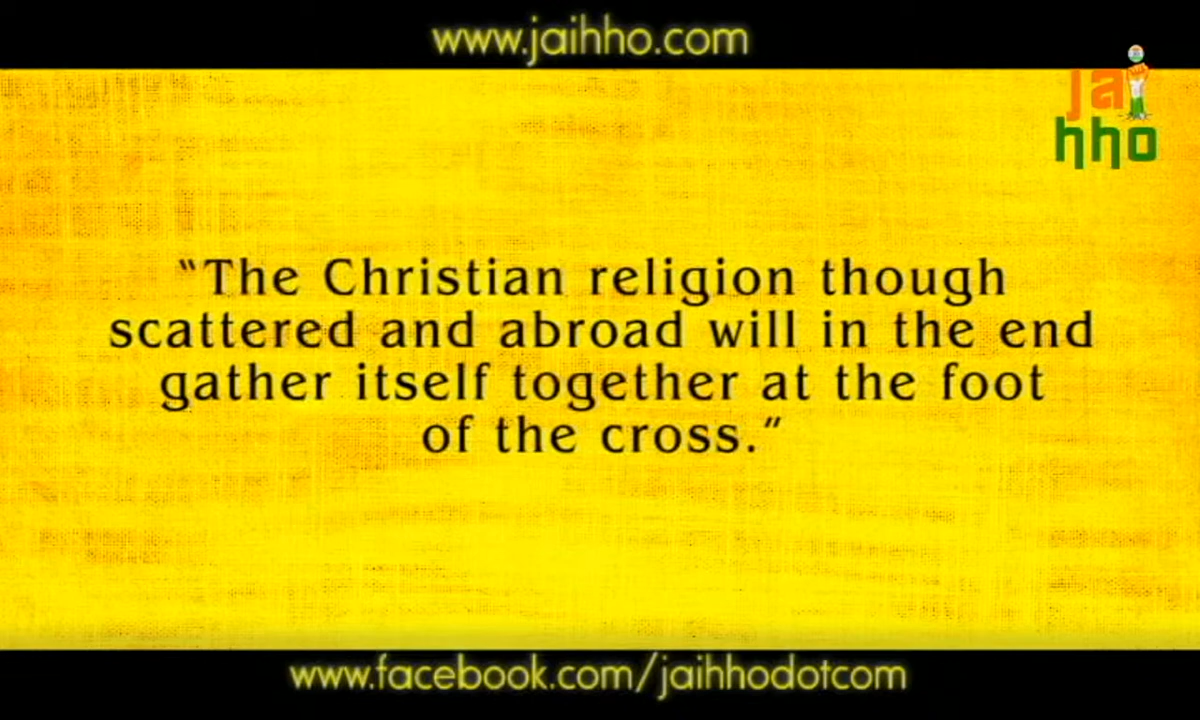 www.jaihho.com
jai
hho
"The Christian religion though
scattered and abroad will in the end
gather itself together at the foot
of the cross."
www.facebook.com/jaihhodotcom